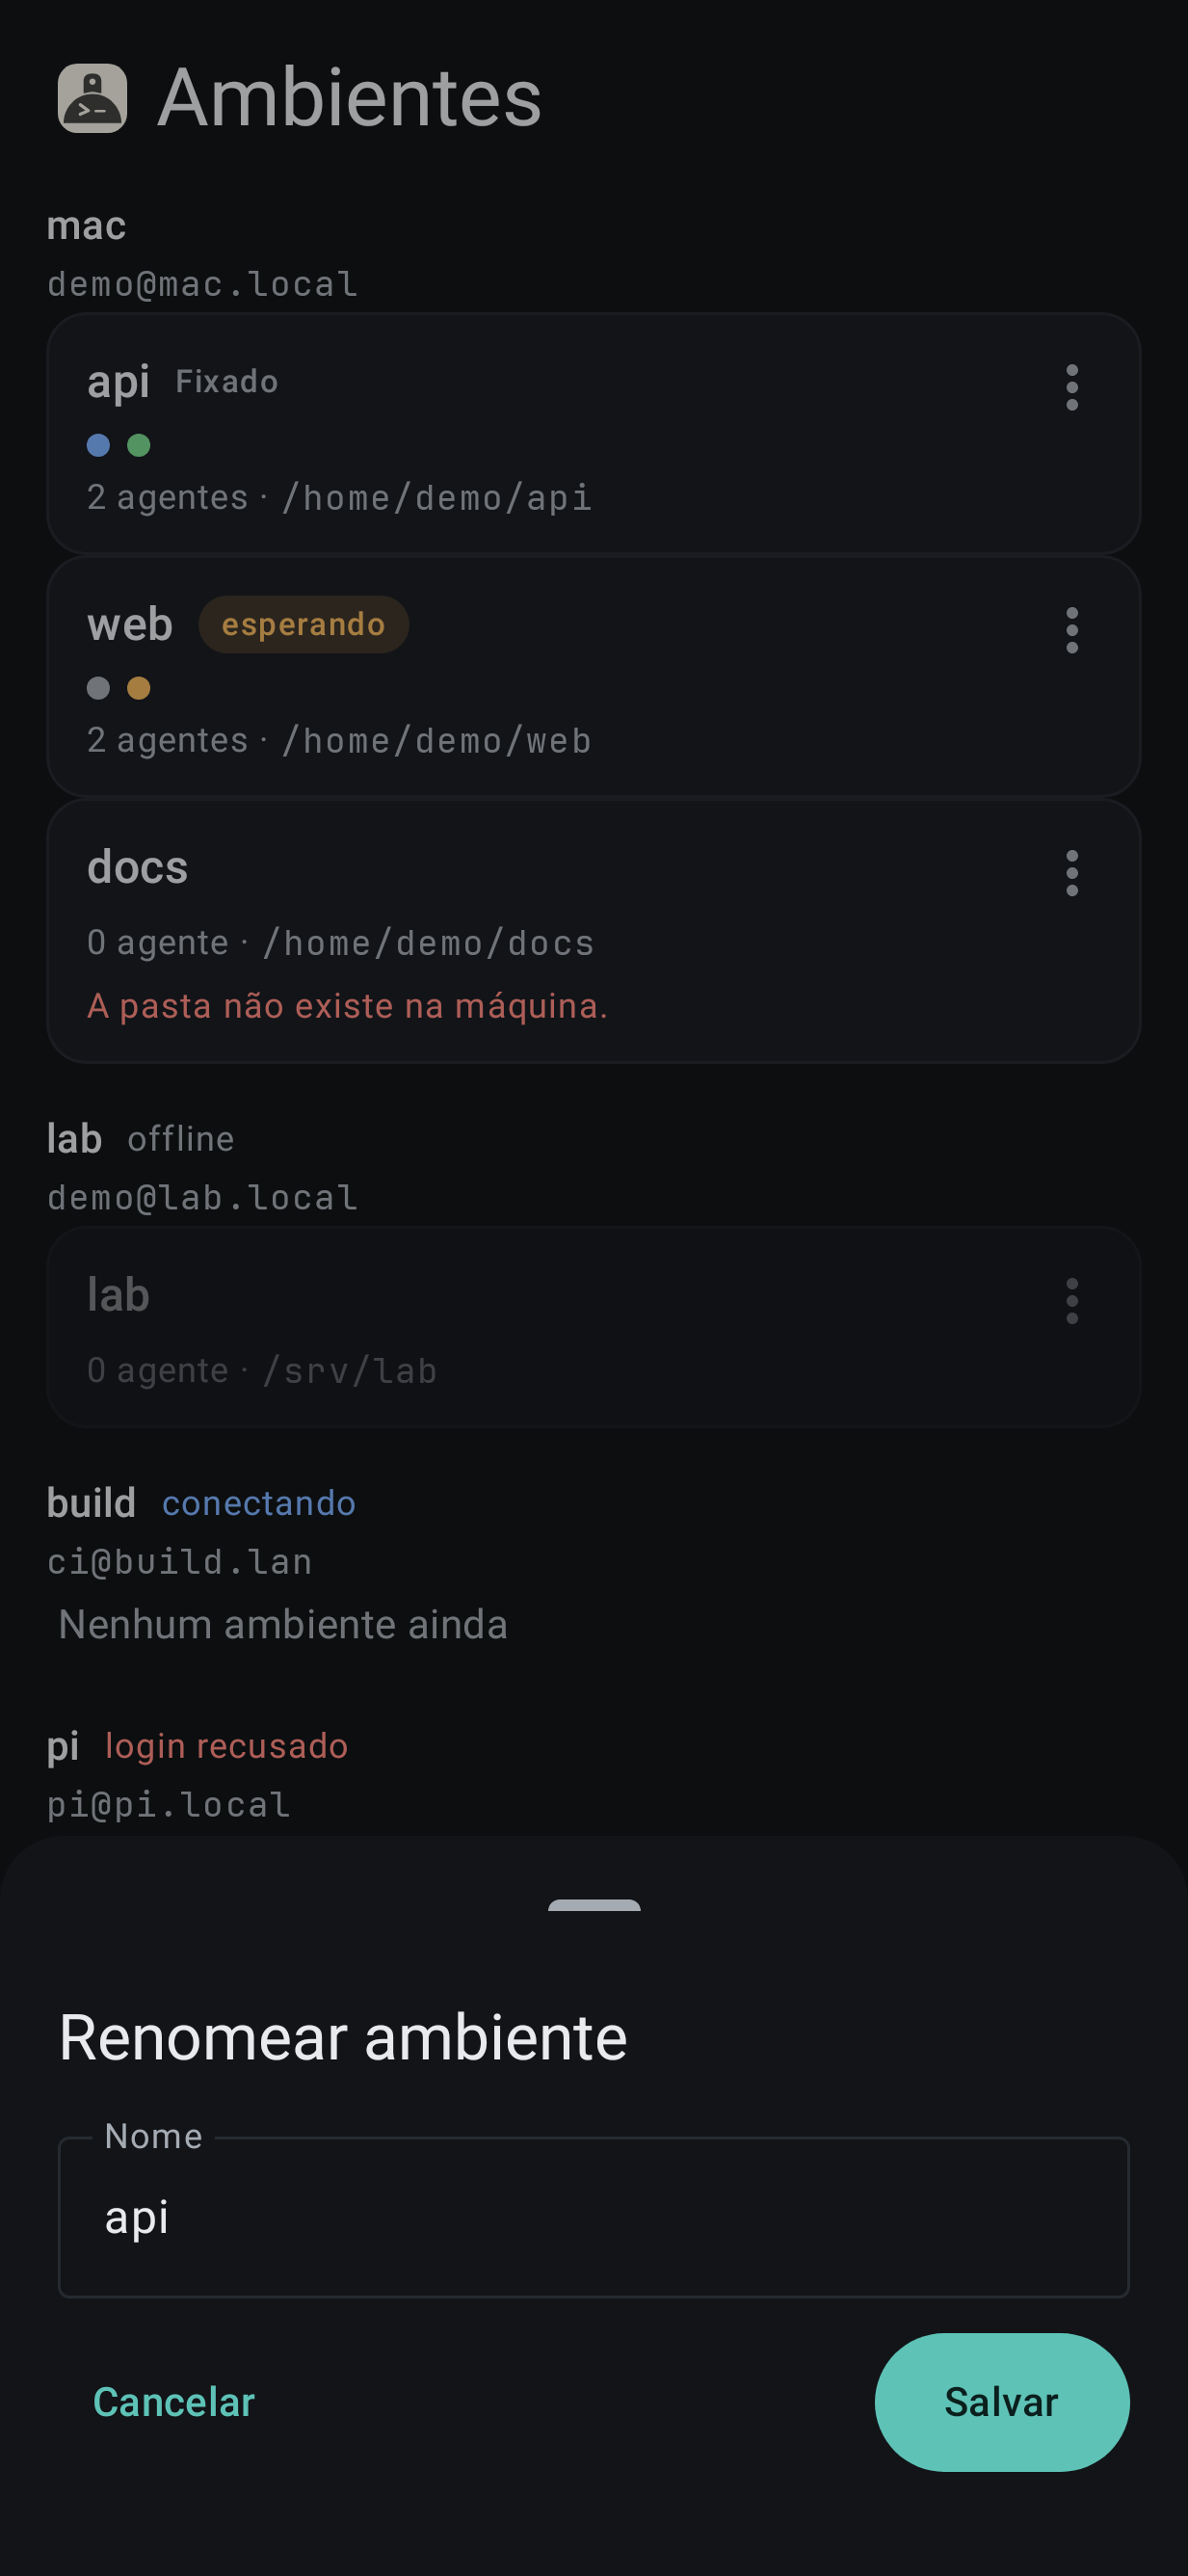 Ambientes
mac
demo@mac.local
api Fixado
2 agentes · /home/demo/api
web esperando
2 agentes · /home/demo/web
docs
0 agente · /home/demo/docs
A pasta não existe na máquina.
lab offline
demo@lab.local
lab
0 agente · /srv/lab
build conectando
ci@build.lan
Nenhum ambiente ainda
pi login recusado
pi@pi.local
Renomear ambiente
Nome
api
Cancelar Salvar